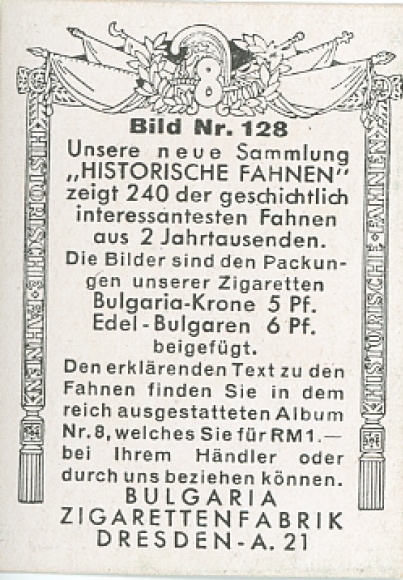 8
Bild Nr. 128
Unsere neue Sammlung
„HISTORISCHE FAHNEN"
zeigt 240 der geschichtlich
interessantesten Fahnen
aus 2 Jahrtausenden.
Die Bilder sind den Packun-
gen unserer Zigaretten
Bulgaria-Krone 5 Pf.
Edel-Bulgaren 6 Pf.
beigefügt.
Den erklärenden Text zu den
Fahnen finden Sie in dem
reich ausgestatteten Album
Nr. 8, welches Sie für RM1.—
bei Ihrem Händler oder
durch uns beziehen können.
BULGARIA
ZIGARETTENFABRIK
DRESDEN-A. 21
HISTORISCHE·FAHNEN
HISTORISCHE·FAHNEN